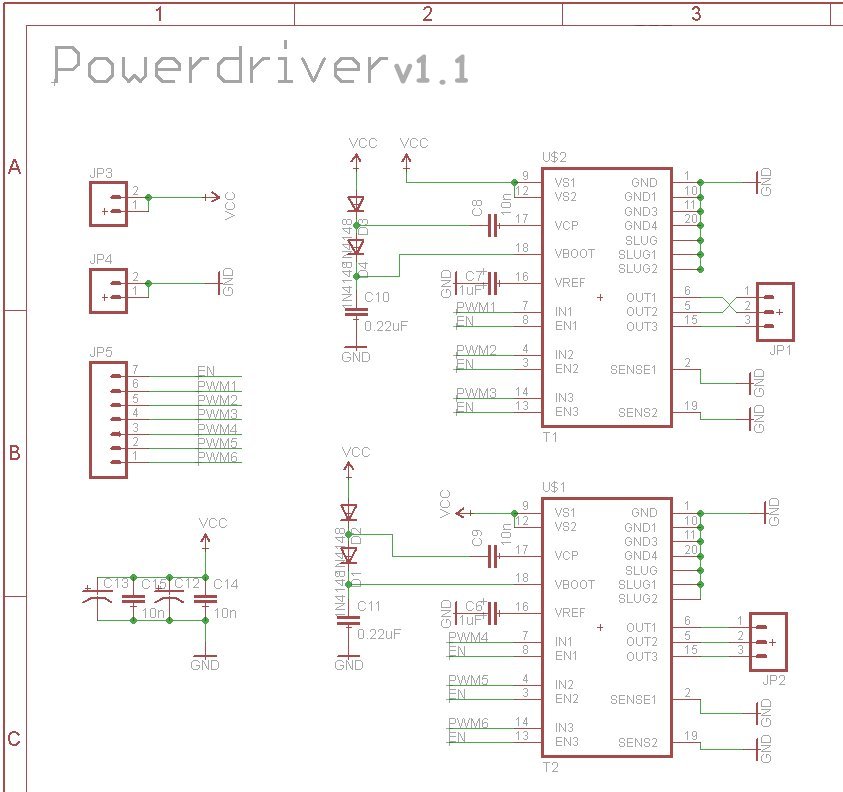 1 2 3
Powerdriver v1.1
A
B
C
JP3
2
1
VCC
JP4
2
1
GND
JP5
7 EN
6 PWM1
5 PWM2
4 PWM3
3 PWM4
2 PWM5
1 PWM6
VCC
C13 C15 C12 C14
10n 10n
GND
VCC VCC
D3
1N4148
D4
1N4148
C10
0.22uF
GND
C8
10n
GND
C7
1uF
PWM1
EN
PWM2
EN
PWM3
EN
U$2
9 VS1 GND 1
12 VS2 GND1 10
GND3 11
17 VCP GND4 20
SLUG
18 VBOOT SLUG1
SLUG2
16 VREF
OUT1 6
7 IN1 OUT2 5
8 EN1 OUT3 15
4 IN2
3 EN2 SENSE1 2
14 IN3
13 EN3 SENS2 19
T1
GND
1
2
3
JP1
GND
GND
VCC
D2
1N4148
D1
1N4148
C11
0.22uF
GND
VCC
C9
10n
GND
C6
1uF
PWM4
EN
PWM5
EN
PWM6
EN
U$1
9 VS1 GND 1
12 VS2 GND1 10
GND3 11
17 VCP GND4 20
SLUG
18 VBOOT SLUG1
SLUG2
16 VREF
OUT1 6
7 IN1 OUT2 5
8 EN1 OUT3 15
4 IN2
3 EN2 SENSE1 2
14 IN3
13 EN3 SENS2 19
T2
GND
1
2
3
JP2
GND
GND